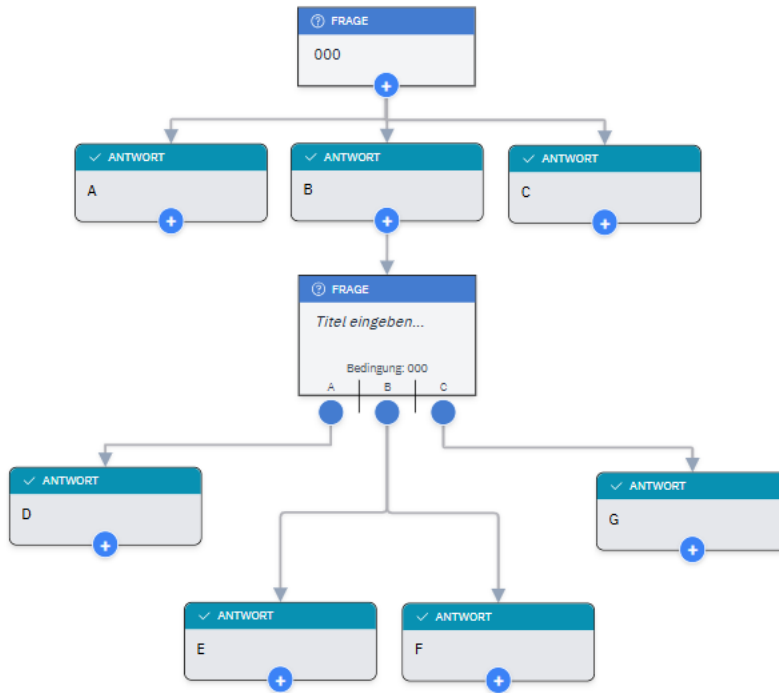 FRAGE
000
ANTWORT
A
ANTWORT
B
ANTWORT
C
FRAGE
Titel eingeben...
Bedingung: 000
A B C
ANTWORT
D
ANTWORT
G
ANTWORT
E
ANTWORT
F